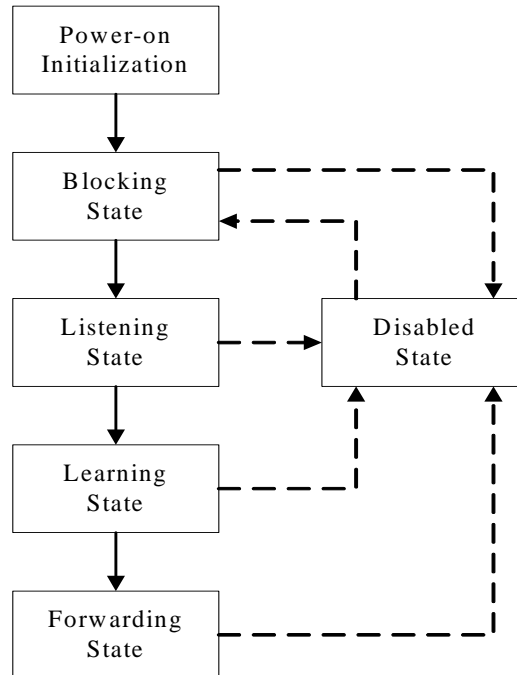 Power-on
Initialization
Blocking
State
Listening
State
Disabled
State
Learning
State
Forwarding
State